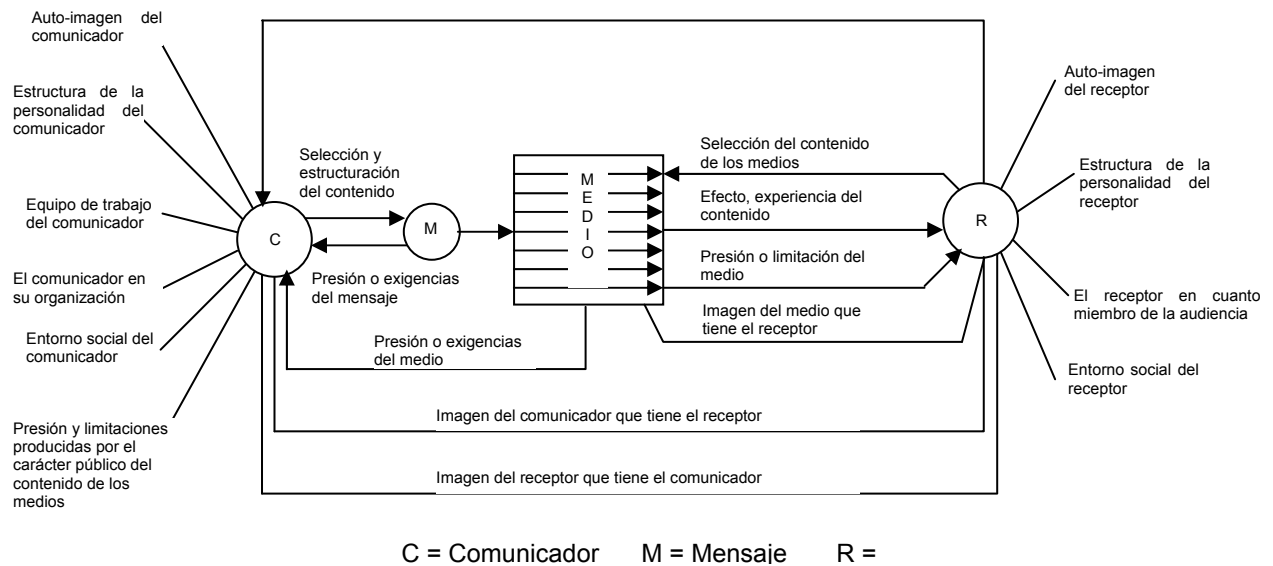 Auto-imagen del
comunicador
Estructura de la
personalidad del
comunicador
Equipo de trabajo
del comunicador
El comunicador en
su organización
Entorno social del
comunicador
Presión y limitaciones
producidas por el
carácter público del
contenido de los
medios
C
Selección y
estructuración
del contenido
M
Presión o exigencias
del mensaje
Presión o exigencias
del medio
M
E
D
I
O
Selección del contenido
de los medios
Efecto, experiencia del
contenido
Presión o limitación del
medio
Imagen del medio que
tiene el receptor
Imagen del comunicador que tiene el receptor
Imagen del receptor que tiene el comunicador
R
Auto-imagen
del receptor
Estructura de la
personalidad del
receptor
El receptor en cuanto
miembro de la audiencia
Entorno social del
receptor
C = Comunicador M = Mensaje R =